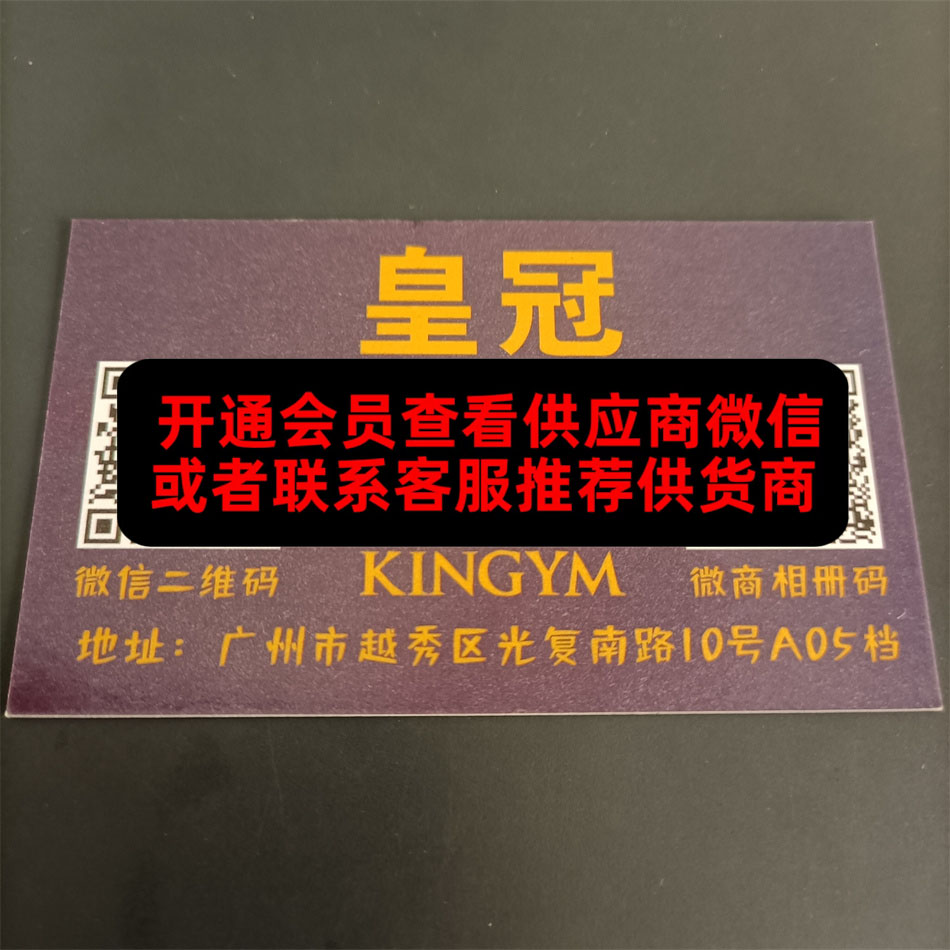 皇冠
开通会员查看供应商微信
或者联系客服推荐供货商
微信二维码
KINGYM
微商相册码
地址：广州市越秀区光复南路10号A05档